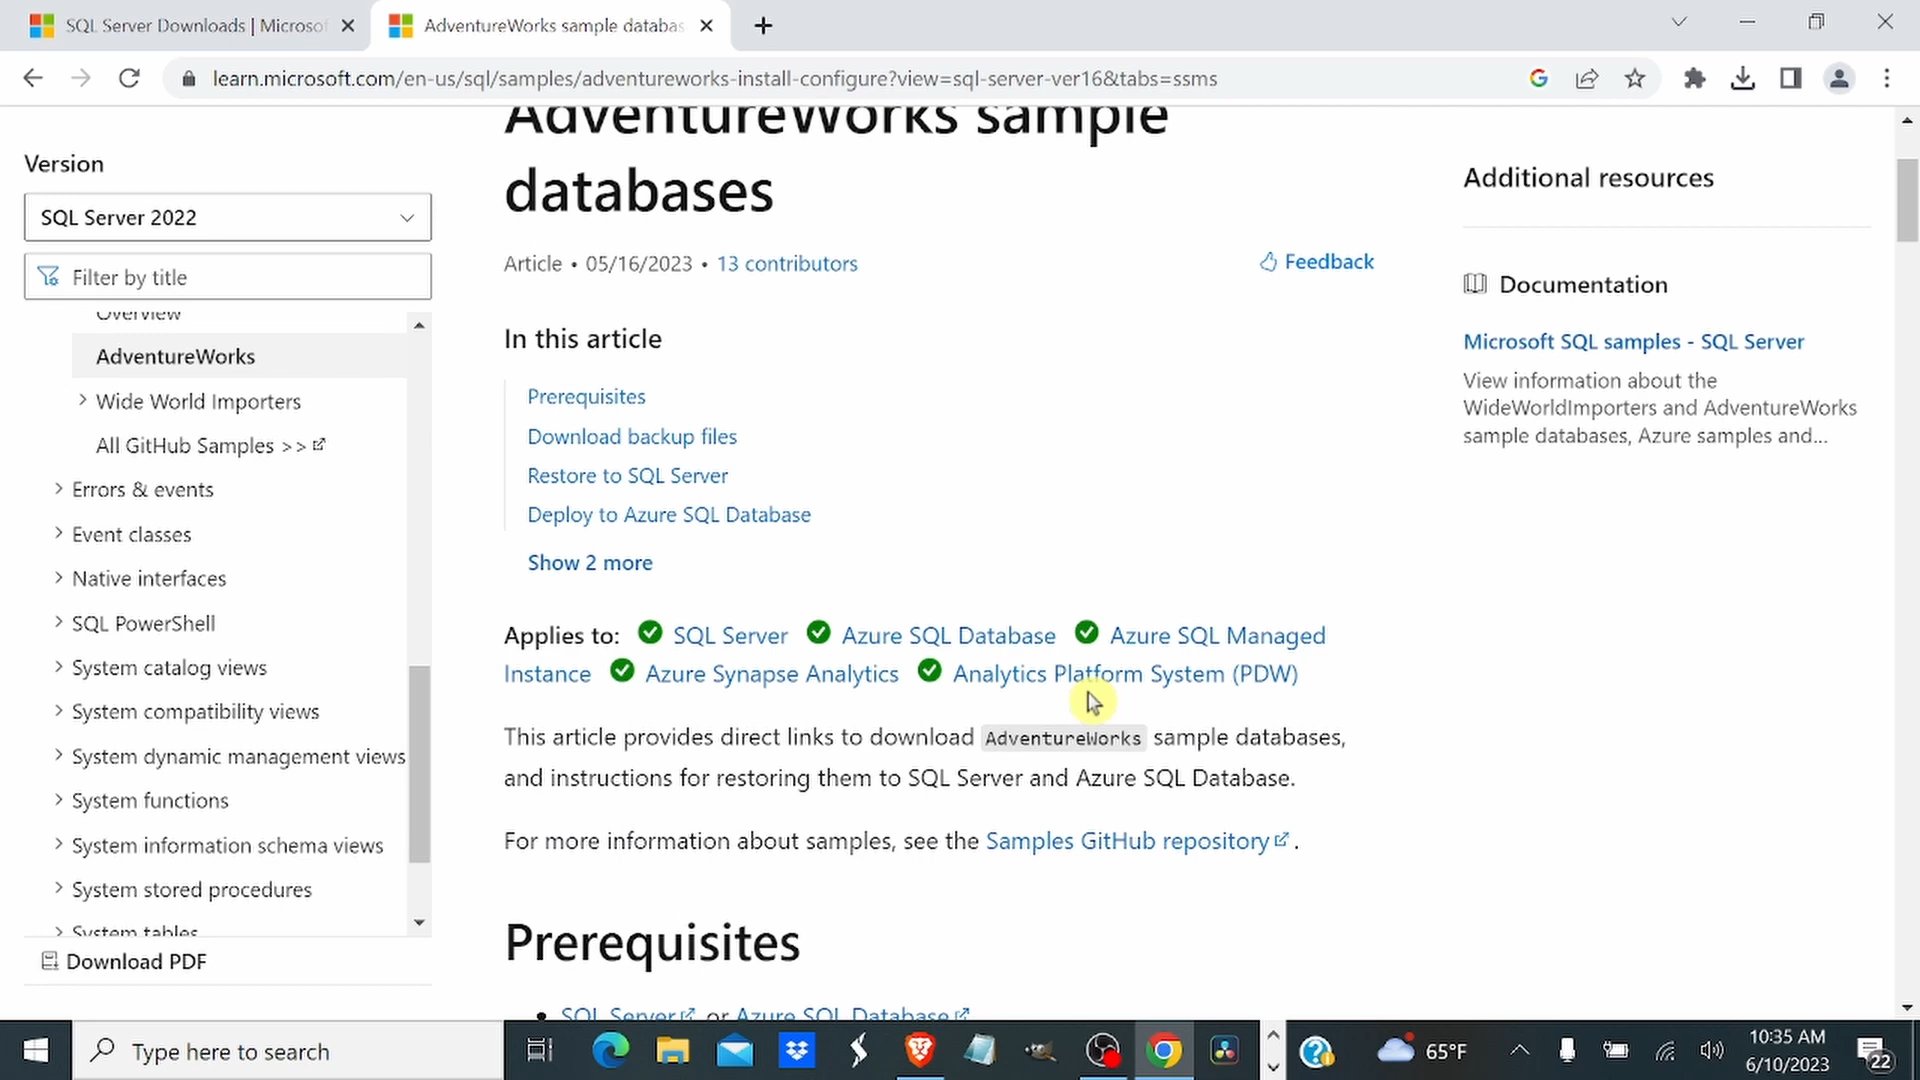 SQL Server Downloads | Microsof
AdventureWorks sample databas
learn.microsoft.com/en-us/sql/samples/adventureworks-install-configure?view=sql-server-ver16&tabs=ssms
Version
SQL Server 2022
Filter by title
Overview
AdventureWorks
Wide World Importers
All GitHub Samples >>
Errors & events
Event classes
Native interfaces
SQL PowerShell
System catalog views
System compatibility views
System dynamic management views
System functions
System information schema views
System stored procedures
System tables
Download PDF
AdventureWorks sample
databases
Article • 05/16/2023 • 13 contributors
Feedback
In this article
Prerequisites
Download backup files
Restore to SQL Server
Deploy to Azure SQL Database
Show 2 more
Applies to: SQL Server Azure SQL Database Azure SQL Managed
Instance Azure Synapse Analytics Analytics Platform System (PDW)
This article provides direct links to download AdventureWorks sample databases,
and instructions for restoring them to SQL Server and Azure SQL Database.
For more information about samples, see the Samples GitHub repository .
Prerequisites
• SQL Server or Azure SQL Database
Additional resources
Documentation
Microsoft SQL samples - SQL Server
View information about the
WideWorldImporters and AdventureWorks
sample databases, Azure samples and...
Type here to search
65°F
10:35 AM
6/10/2023
22